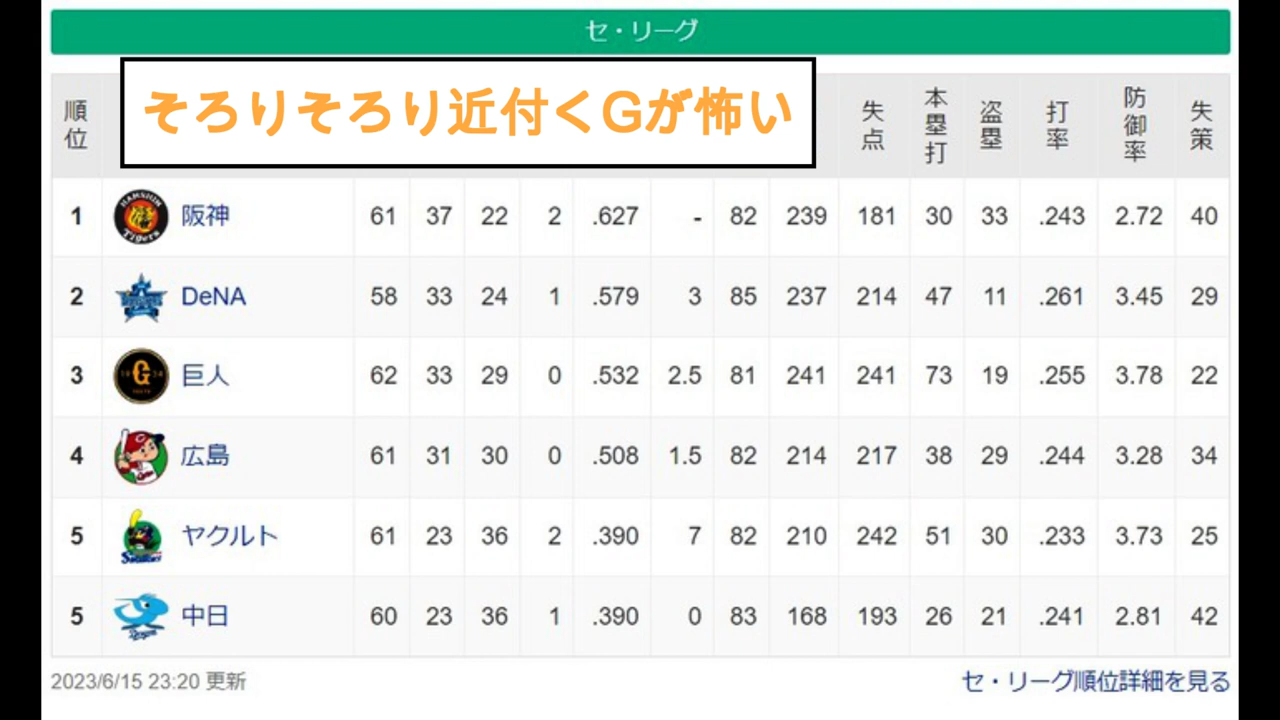 セ・リーグ
そろりそろり近付くGが怖い
順位 失点 本塁打 盗塁 打率 防御率 失策
1 HANSHIN Tigers 阪神 61 37 22 2 .627 - 82 239 181 30 33 .243 2.72 40
2 DeNA 58 33 24 1 .579 3 85 237 214 47 11 .261 3.45 29
3 G 巨人 62 33 29 0 .532 2.5 81 241 241 73 19 .255 3.78 22
4 広島 61 31 30 0 .508 1.5 82 214 217 38 29 .244 3.28 34
5 Swallows ヤクルト 61 23 36 2 .390 7 82 210 242 51 30 .233 3.73 25
5 Dragons 中日 60 23 36 1 .390 0 83 168 193 26 21 .241 2.81 42
2023/6/15 23:20 更新 セ・リーグ順位詳細を見る